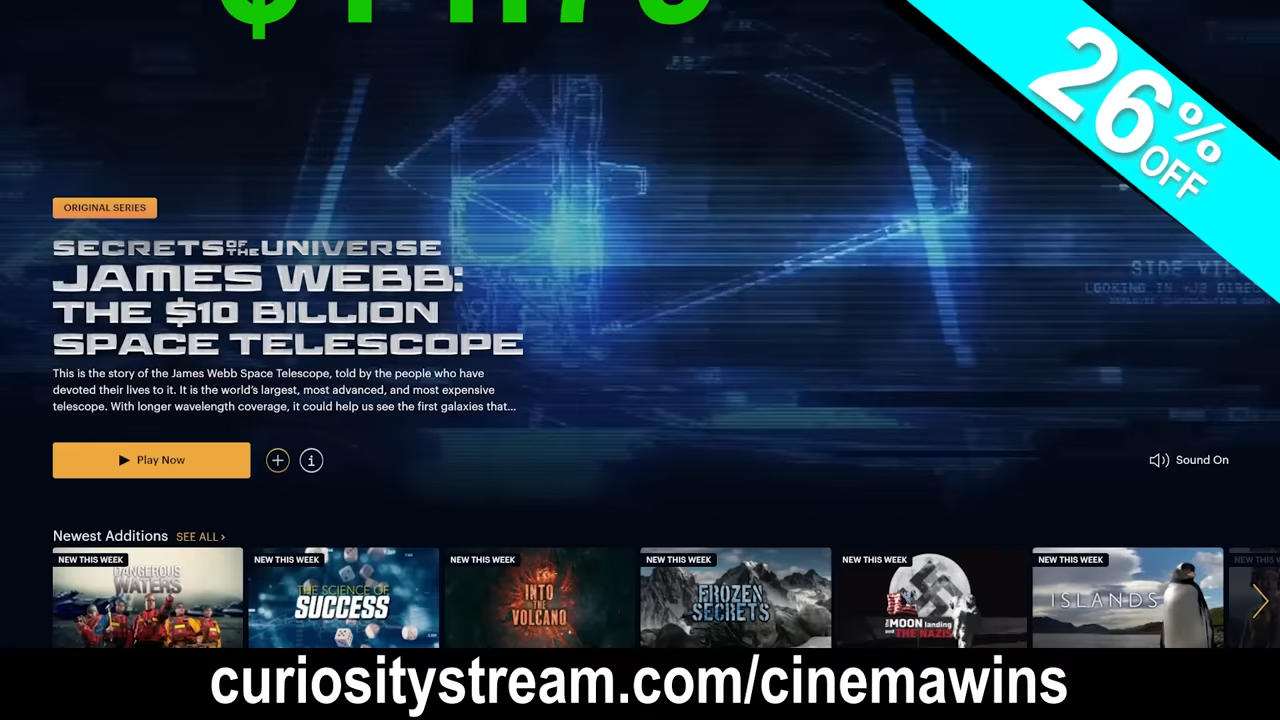 26%
OFF
ORIGINAL SERIES
SECRETS OF THE UNIVERSE
JAMES WEBB:
THE $10 BILLION
SPACE TELESCOPE
This is the story of the James Webb Space Telescope, told by the people who have
devoted their lives to it. It is the world's largest, most advanced, and most expensive
telescope. With longer wavelength coverage, it could help us see the first galaxies that...
SIDE
LOOKING IN
Play Now
Sound On
Newest Additions SEE ALL ›
NEW THIS WEEK
DANGEROUS
WATERS
NEW THIS WEEK
THE SCIENCE OF
SUCCESS
NEW THIS WEEK
INTO
THE
VOLCANO
NEW THIS WEEK
FROZEN
SECRETS
NEW THIS WEEK
THE MOON landing
and THE NAZIS
NEW THIS WEEK
ISLANDS
curiositystream.com/cinemawins